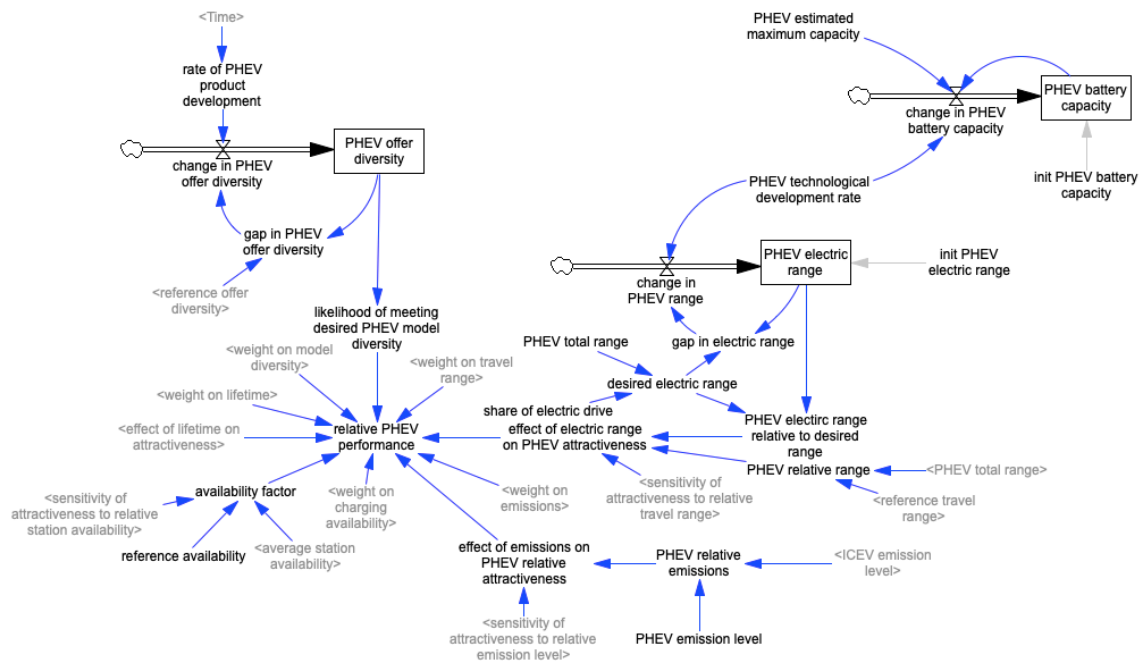 <Time>
rate of PHEV
product
development
PHEV offer
diversity
change in PHEV
offer diversity
gap in PHEV
offer diversity
<reference offer
diversity>
PHEV estimated
maximum capacity
PHEV battery
capacity
change in PHEV
battery capacity
init PHEV battery
capacity
PHEV technological
development rate
PHEV electric
range
init PHEV
electric range
change in
PHEV range
likelihood of meeting
desired PHEV model
diversity
PHEV total range
gap in electric range
<weight on model
diversity>
<weight on travel
range>
desired electric range
<weight on lifetime>
share of electric drive
<effect of lifetime on
attractiveness>
relative PHEV
performance
effect of electric range
on PHEV attractiveness
PHEV electirc range
relative to desired
range
PHEV relative range
<PHEV total range>
<reference travel
range>
<sensitivity of
attractiveness to relative
travel range>
availability factor
<sensitivity of
attractiveness to relative
station availability>
<weight on
charging
availability>
<weight on
emissions>
reference availability
<average station
availability>
effect of emissions on
PHEV relative
attractiveness
PHEV relative
emissions
<ICEV emission
level>
<sensitivity of
attractiveness to relative
emission level>
PHEV emission level